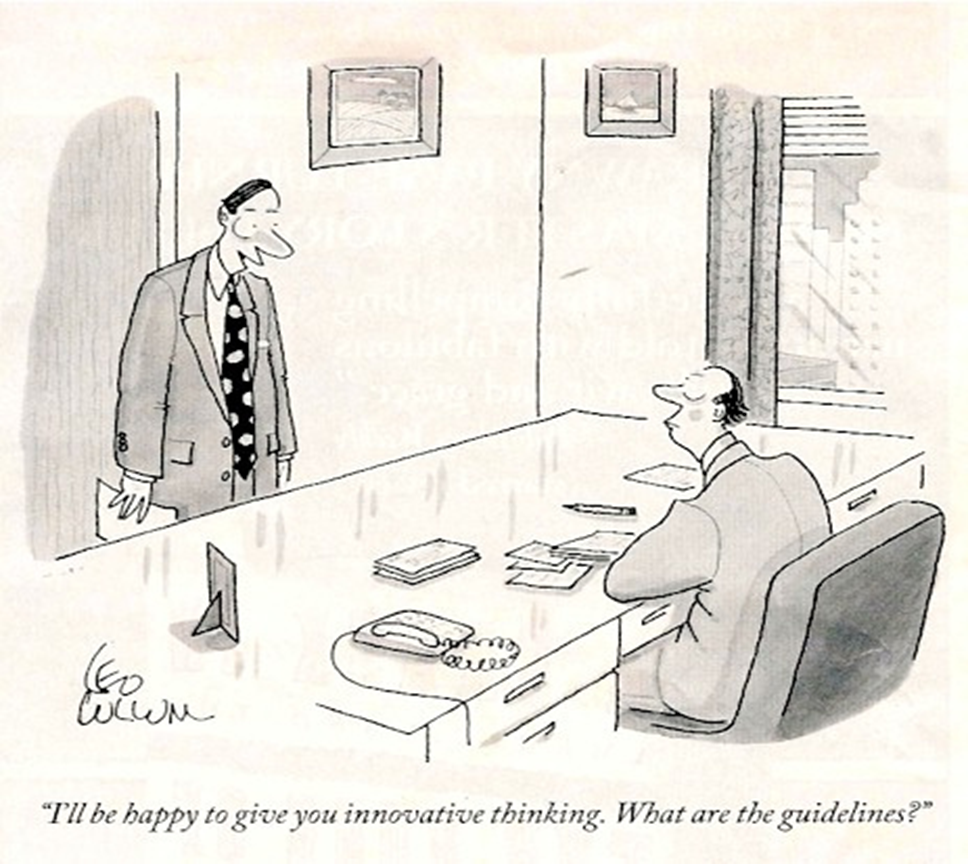 LEO
CULLUM
"I'll be happy to give you innovative thinking. What are the guidelines?"